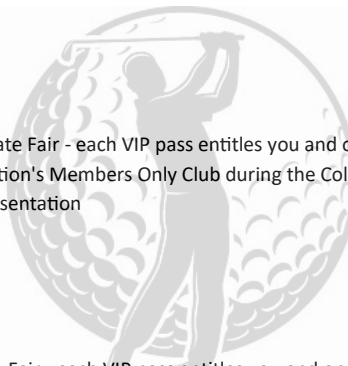 ate Fair - each VIP pass entitles you and o
tion's Members Only Club during the Col
sentation
Fair - each VIP pass entitles you and on